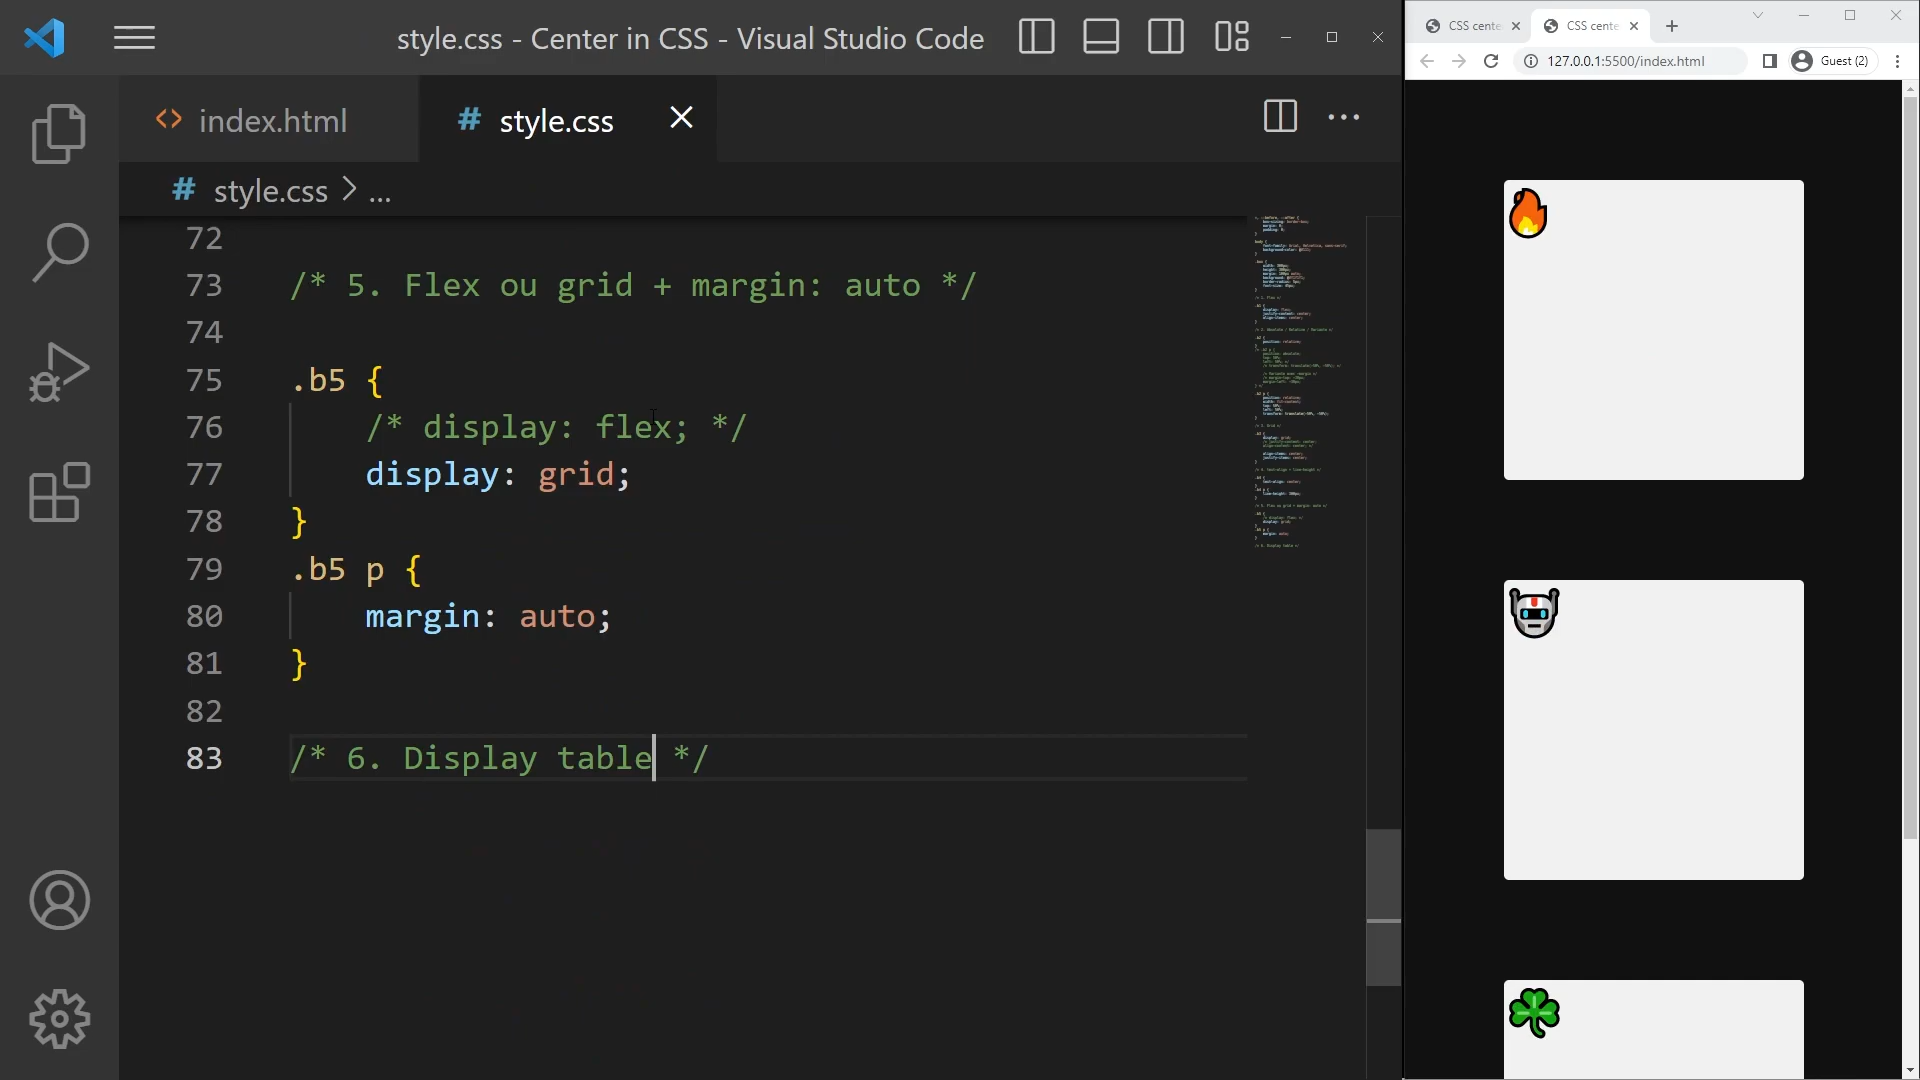 style.css - Center in CSS - Visual Studio Code
index.html
style.css
style.css > ...
72
73 /* 5. Flex ou grid + margin: auto */
74
75 .b5 {
76 /* display: flex; */
77 display: grid;
78 }
79 .b5 p {
80 margin: auto;
81 }
82
83 /* 6. Display table */
CSS cente
CSS cente
127.0.0.1:5500/index.html
Guest (2)